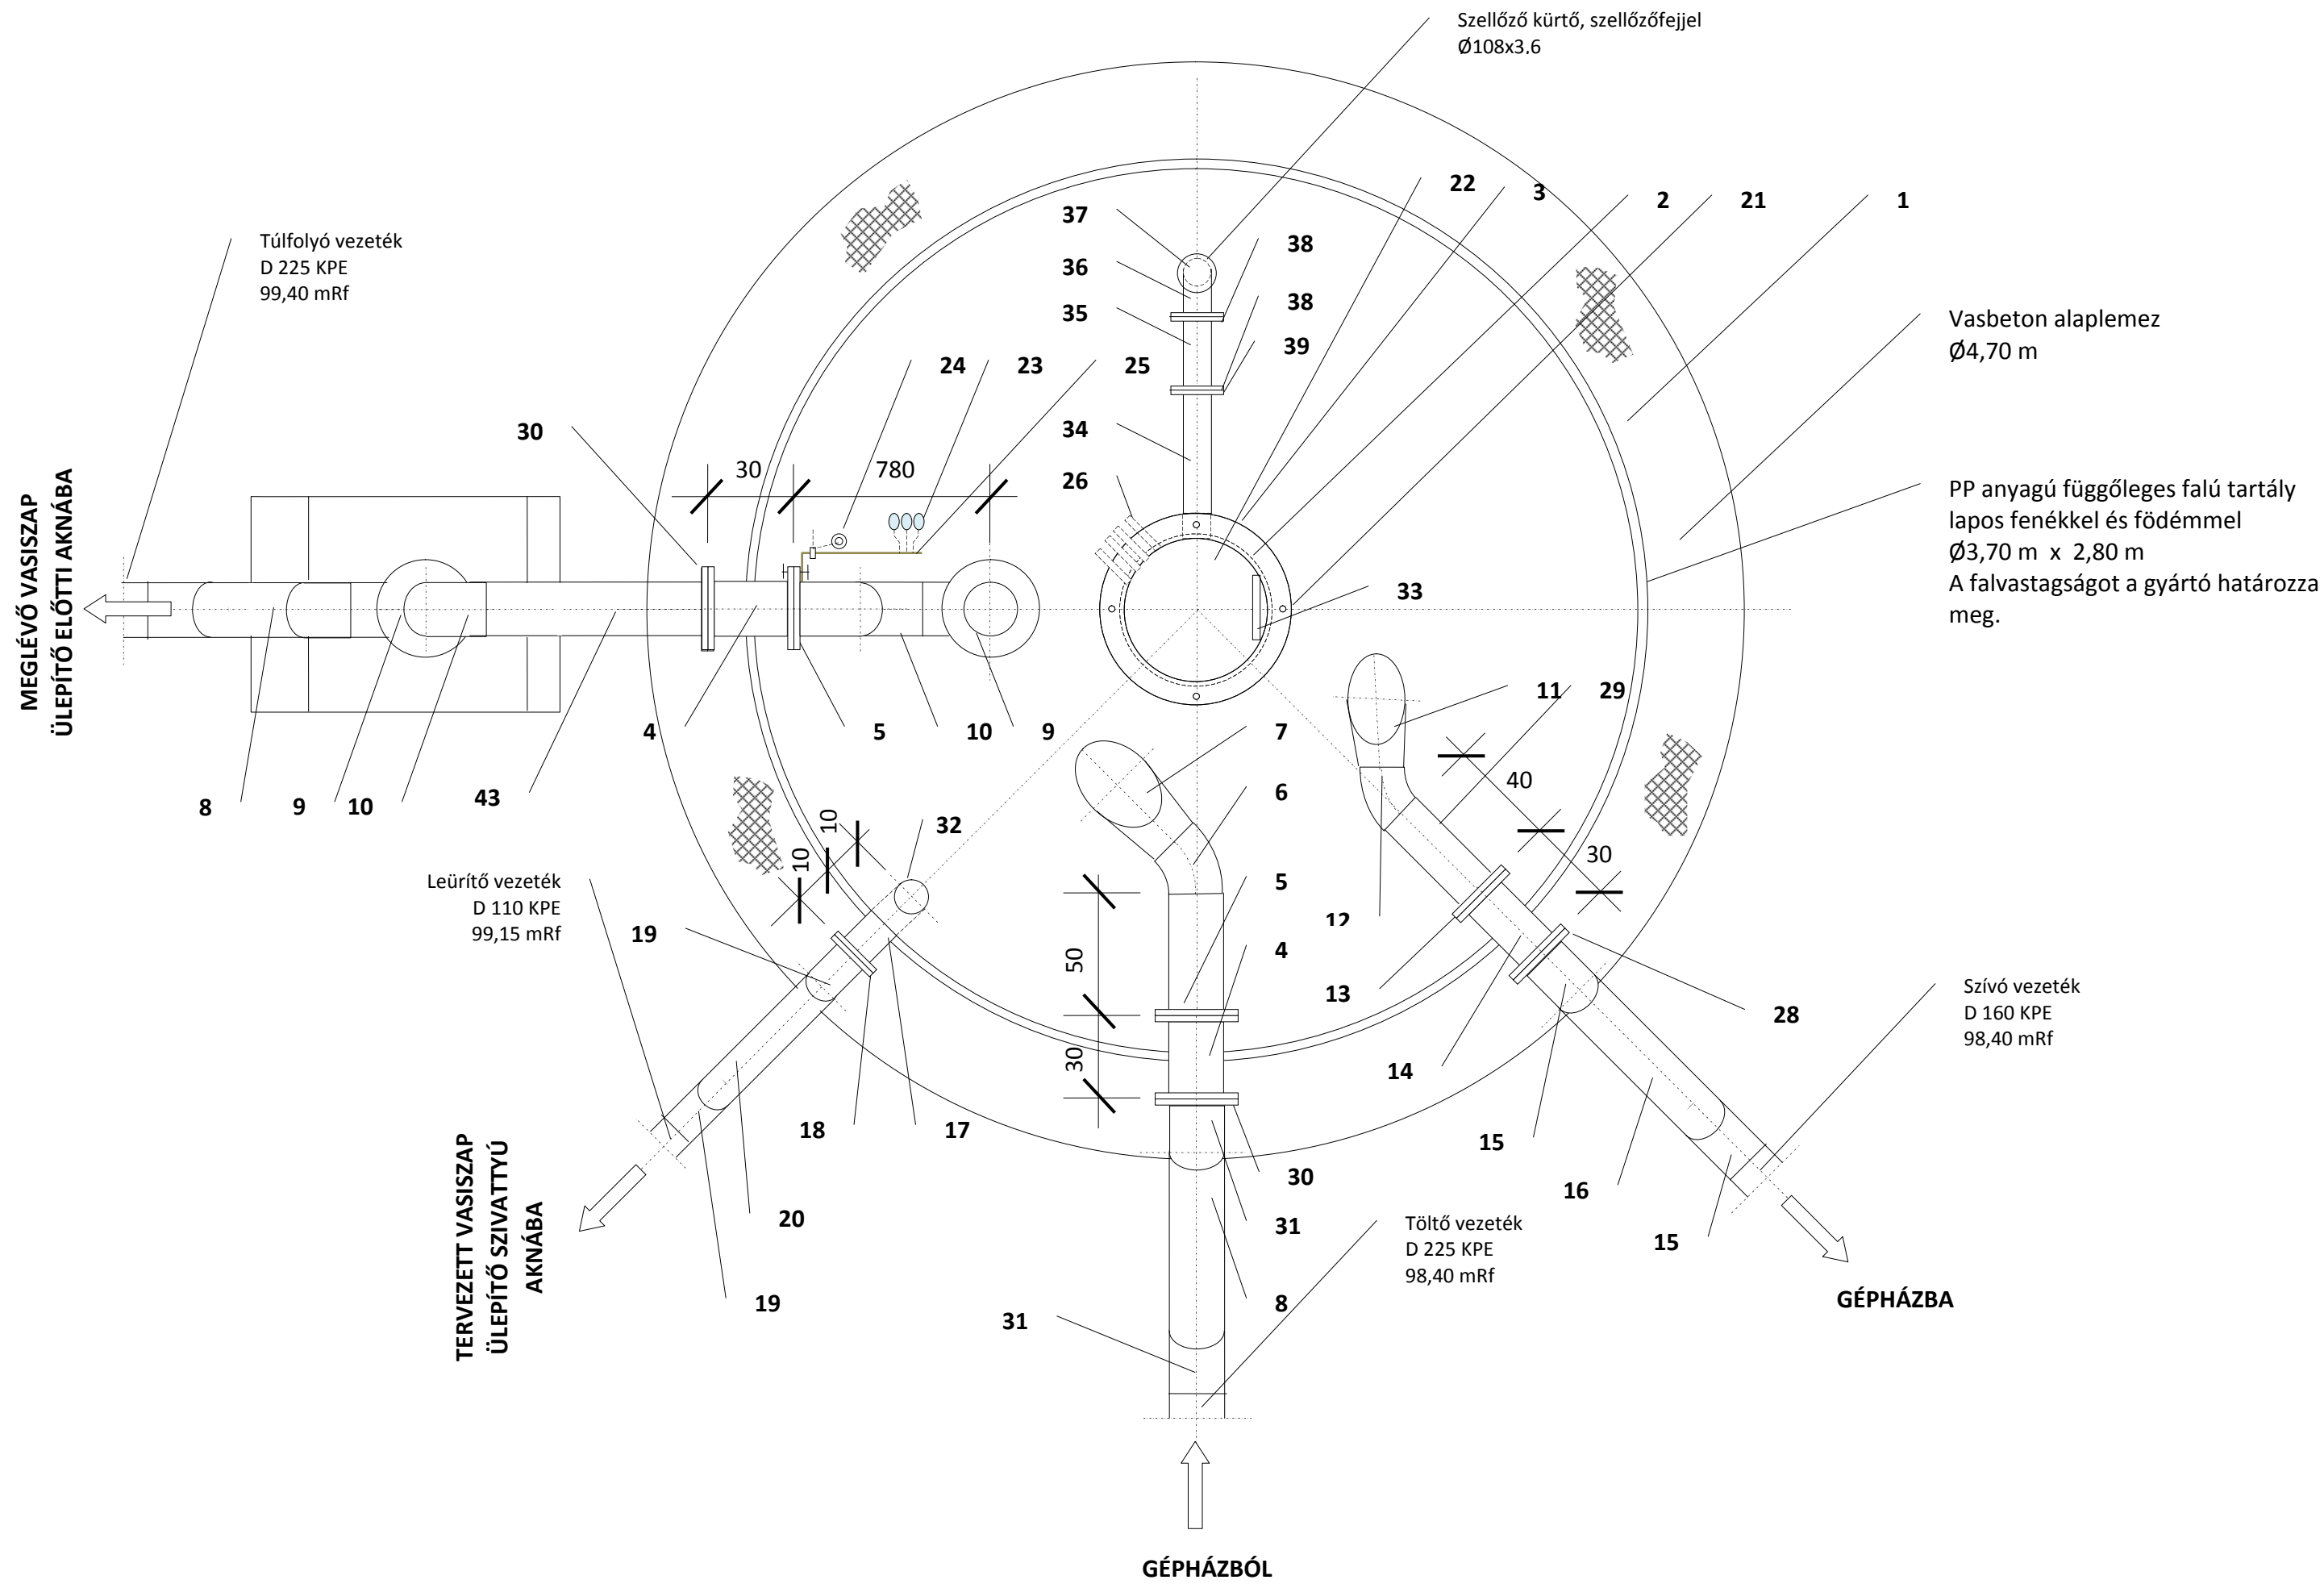 Szellőző kürtő, szellőzőfejjel
Ø108x3,6
22
3
2
21
1
37
38
36
38
35
39
Túlfolyó vezeték
D 225 KPE
99,40 mRf
Vasbeton alaplemez
Ø4,70 m
24
23
25
30
34
30
780
26
PP anyagú függőleges falú tartály
lapos fenékkel és födémmel
Ø3,70 m x 2,80 m
A falvastagságot a gyártó határozza
meg.
MEGLÉVŐ VASISZAP
ÜLEPÍTŐ ELŐTTI AKNÁBA
33
11
29
4
5
10
9
7
40
6
8
9
10
43
10
10
32
30
Leürítő vezeték
D 110 KPE
99,15 mRf
19
5
12
4
50
13
28
Szívó vezeték
D 160 KPE
98,40 mRf
30
14
18
17
15
30
16
20
31
Töltő vezeték
D 225 KPE
98,40 mRf
15
TERVEZETT VASISZAP
ÜLEPÍTŐ SZIVATTYÚ
AKNÁBA
19
8
31
GÉPHÁZBA
GÉPHÁZBÓL